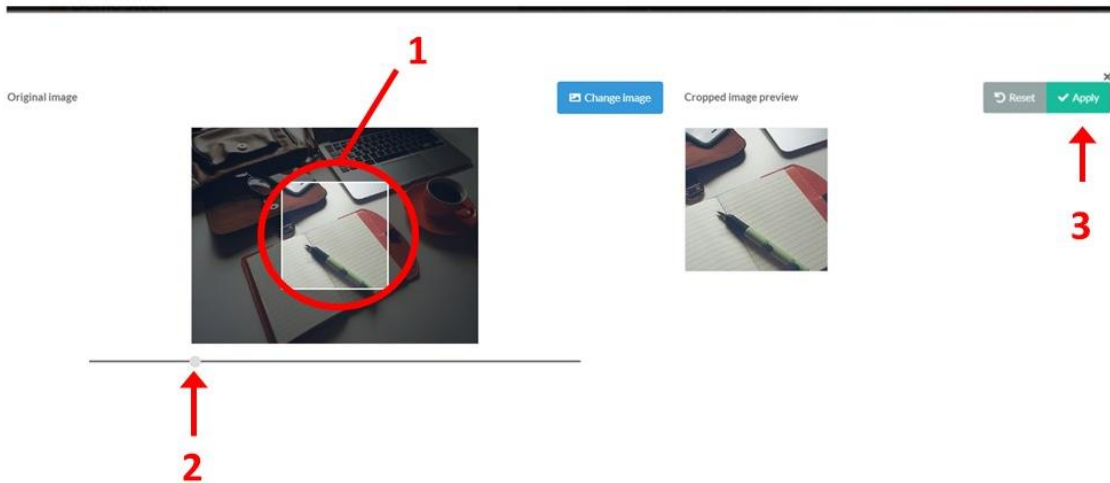 1
Original image
Change image
Cropped image preview
Reset
Apply
3
2